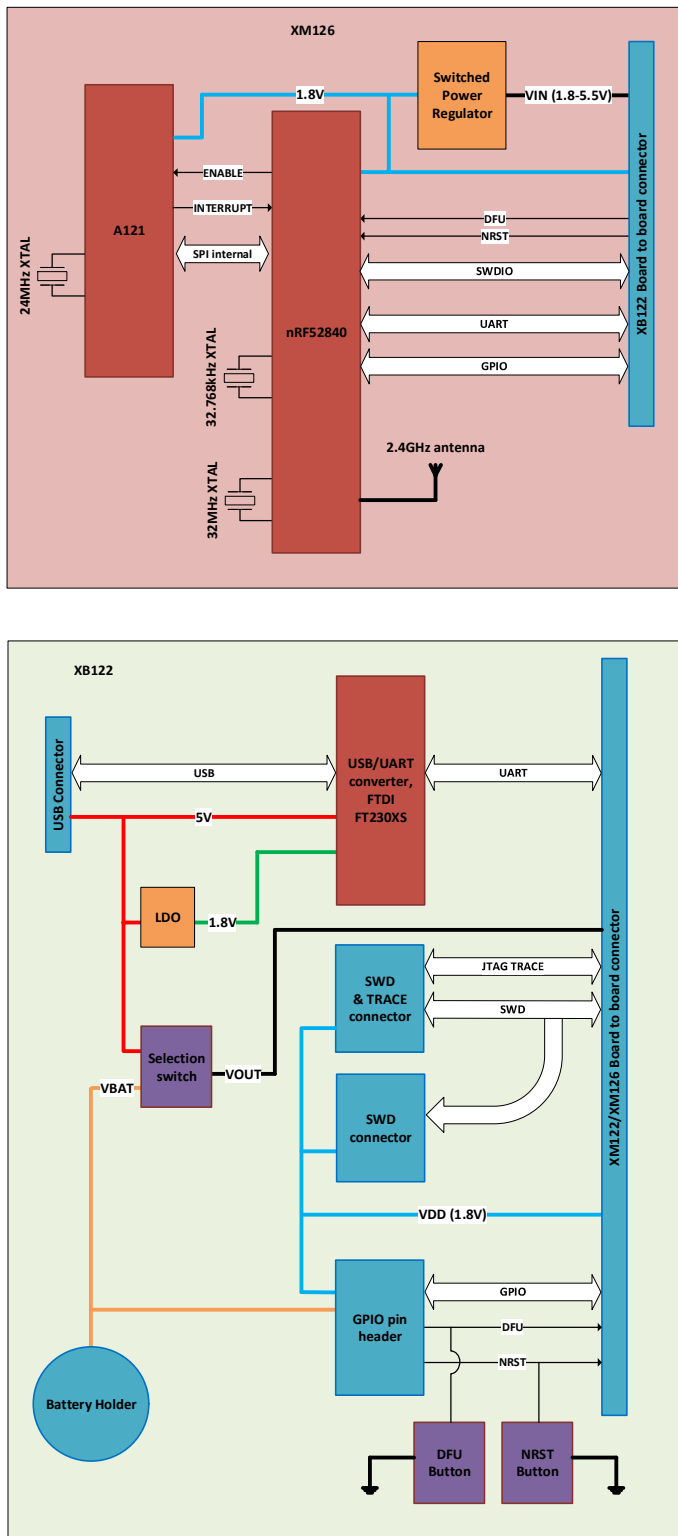 XM126
Switched
Power
Regulator
1.8V
VIN (1.8-5.5V)
ENABLE
INTERRUPT
A121
SPI internal
24MHz XTAL
nRF52840
DFU
NRST
SWDIO
UART
GPIO
XB122 Board to board connector
32.768kHz XTAL
2.4GHz antenna
32MHz XTAL
XB122
USB Connector
USB
USB/UART
converter,
FTDI
FT230XS
UART
5V
LDO
1.8V
SWD
& TRACE
connector
JTAG TRACE
SWD
Selection
switch
VOUT
VBAT
SWD
connector
XM122/XM126 Board to board connector
VDD (1.8V)
GPIO pin
header
GPIO
DFU
NRST
Battery Holder
DFU
Button
NRST
Button